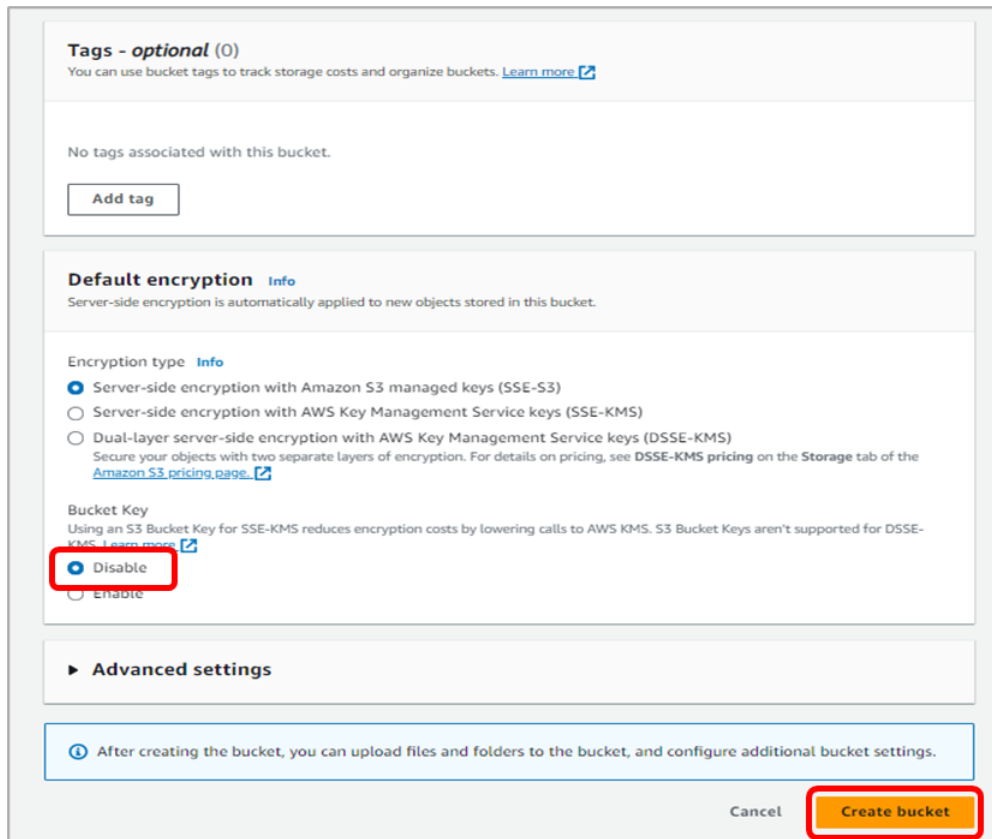 Tags - optional (0)
You can use bucket tags to track storage costs and organize buckets. Learn more
No tags associated with this bucket.
Add tag
Default encryption Info
Server-side encryption is automatically applied to new objects stored in this bucket.
Encryption type Info
Server-side encryption with Amazon S3 managed keys (SSE-S3)
Server-side encryption with AWS Key Management Service keys (SSE-KMS)
Dual-layer server-side encryption with AWS Key Management Service keys (DSSE-KMS)
Secure your objects with two separate layers of encryption. For details on pricing, see DSSE-KMS pricing on the Storage tab of the
Amazon S3 pricing page.
Bucket Key
Using an S3 Bucket Key for SSE-KMS reduces encryption costs by lowering calls to AWS KMS. S3 Bucket Keys aren't supported for DSSE-
KMS. Learn more
Disable
Enable
Advanced settings
After creating the bucket, you can upload files and folders to the bucket, and configure additional bucket settings.
Cancel Create bucket